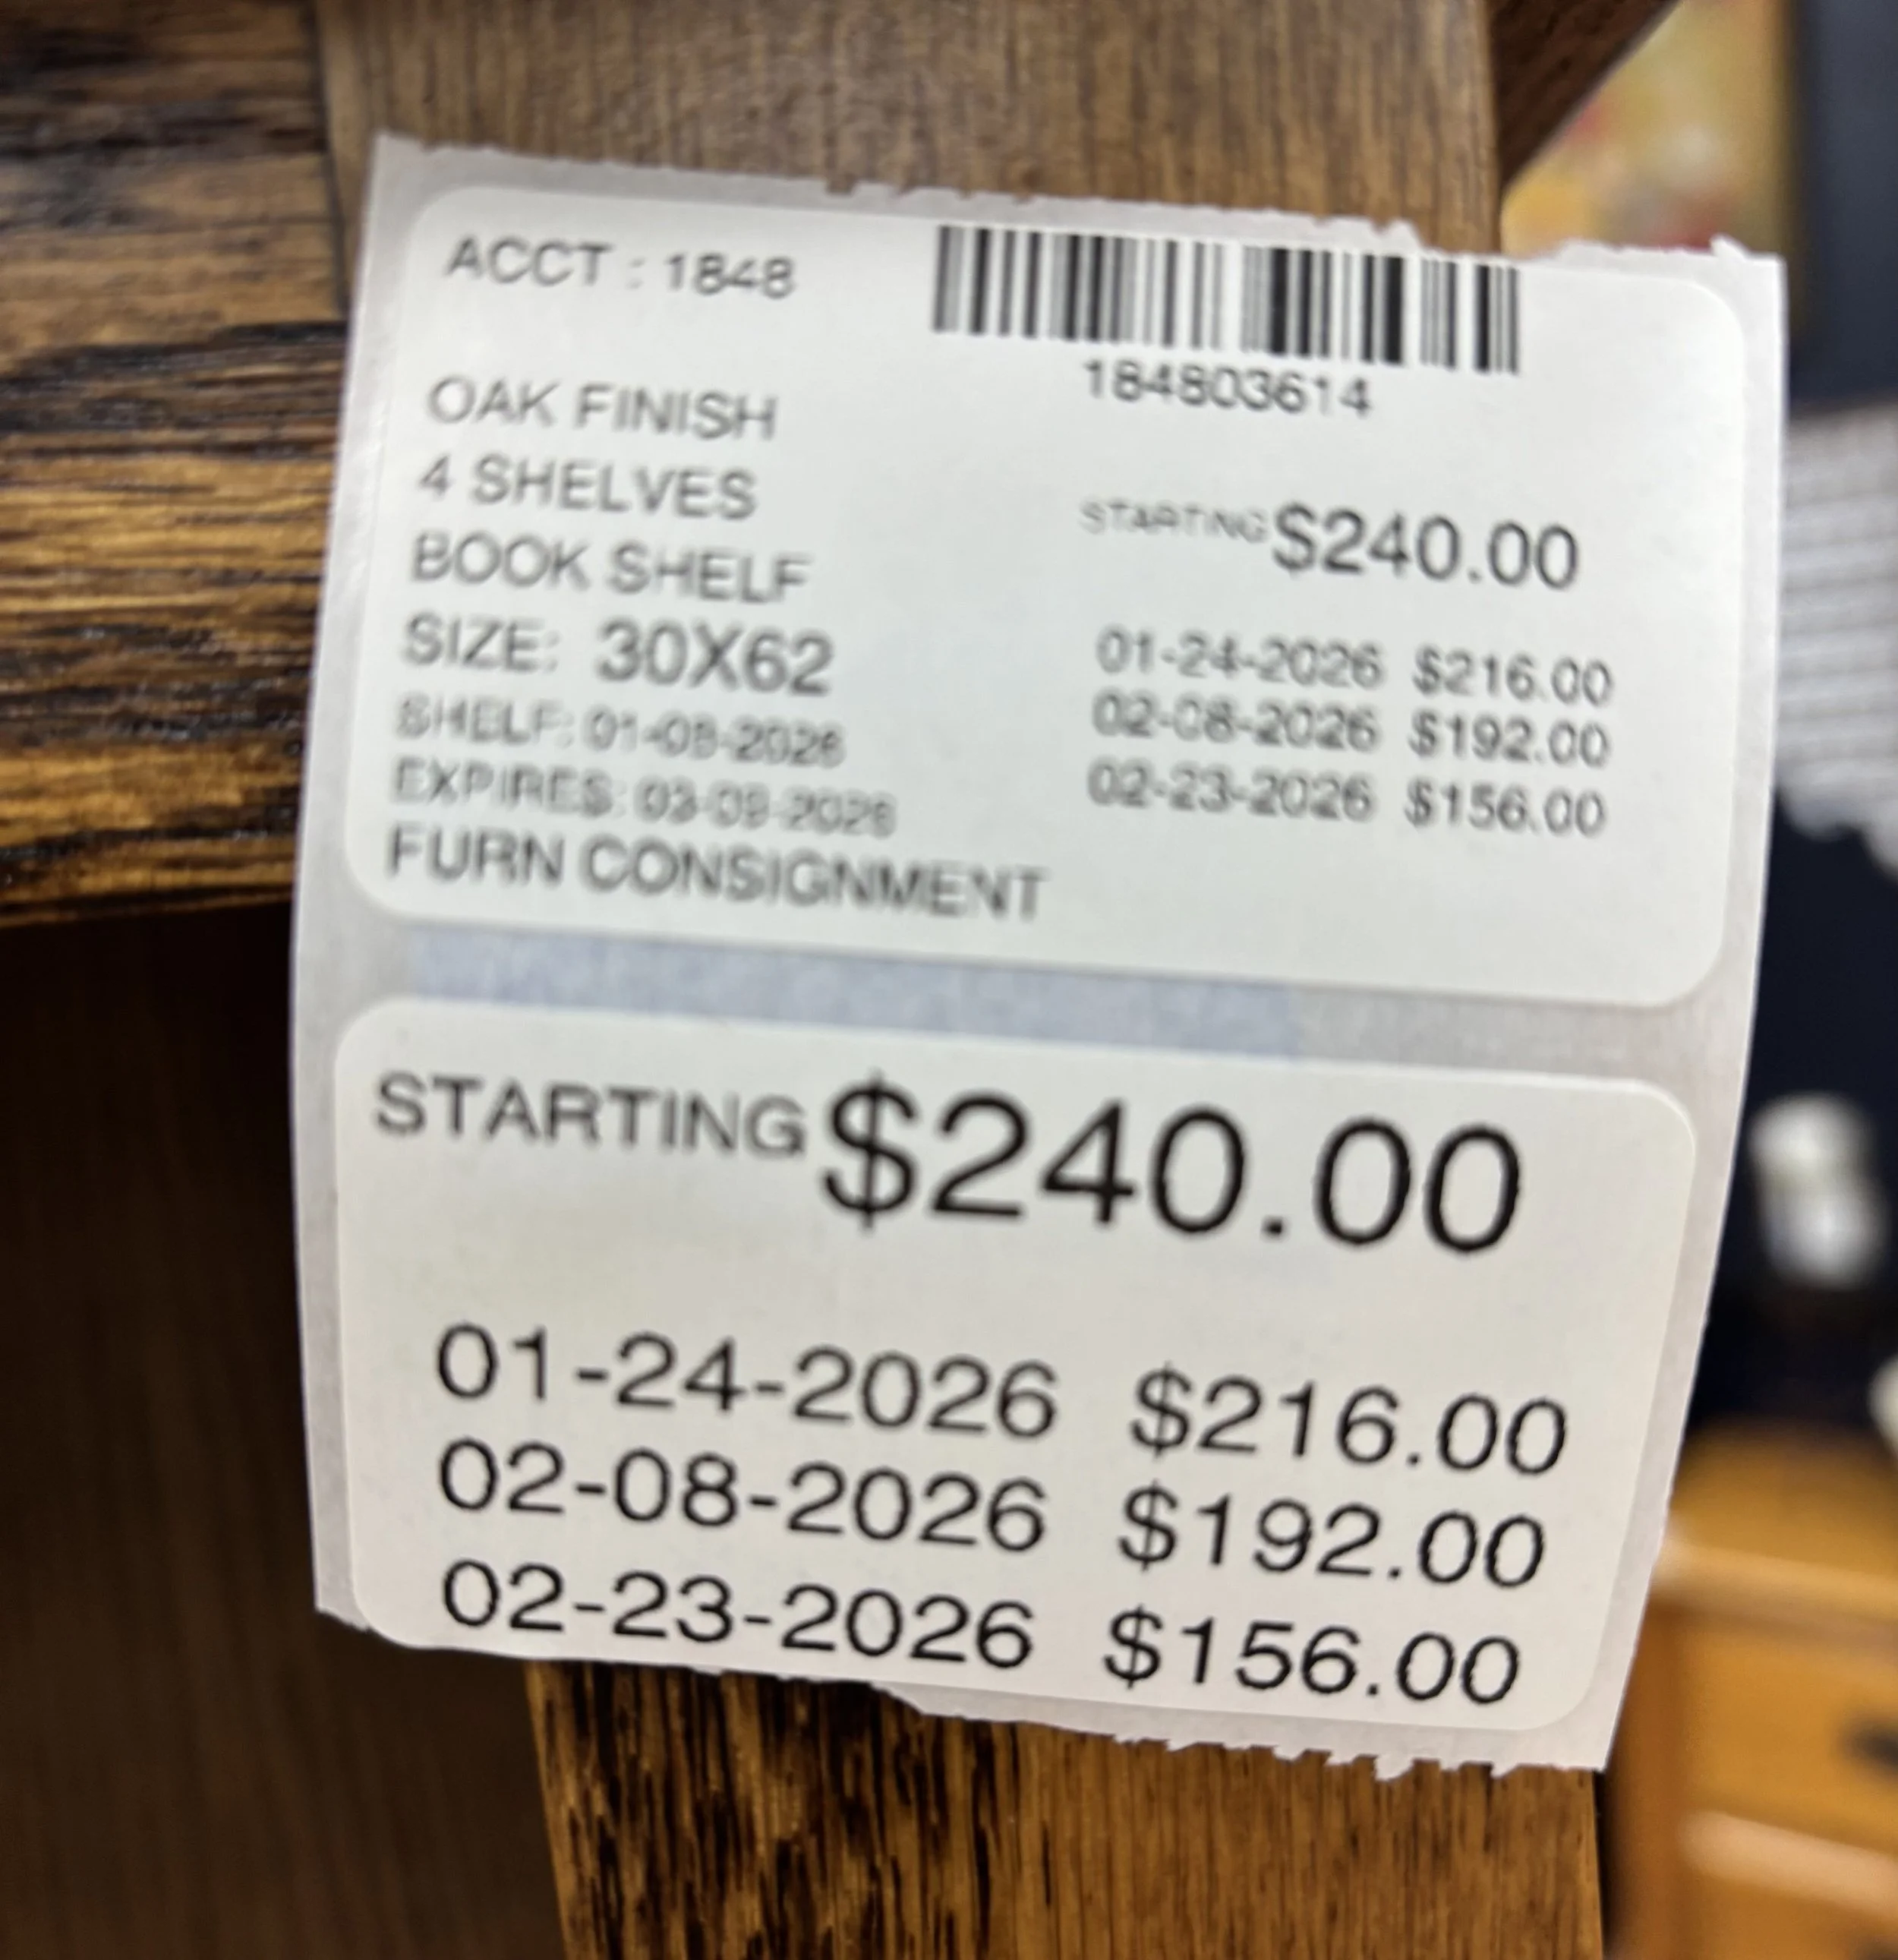 ACCT : 1848
184803614
OAK FINISH
4 SHELVES
BOOK SHELF
SIZE: 30X62
SHELF: 01-09-2026
EXPIRES: 03-09-2026
FURN CONSIGNMENT
STARTING $240.00
01-24-2026 $216.00
02-08-2026 $192.00
02-23-2026 $156.00
STARTING $240.00
01-24-2026 $216.00
02-08-2026 $192.00
02-23-2026 $156.00